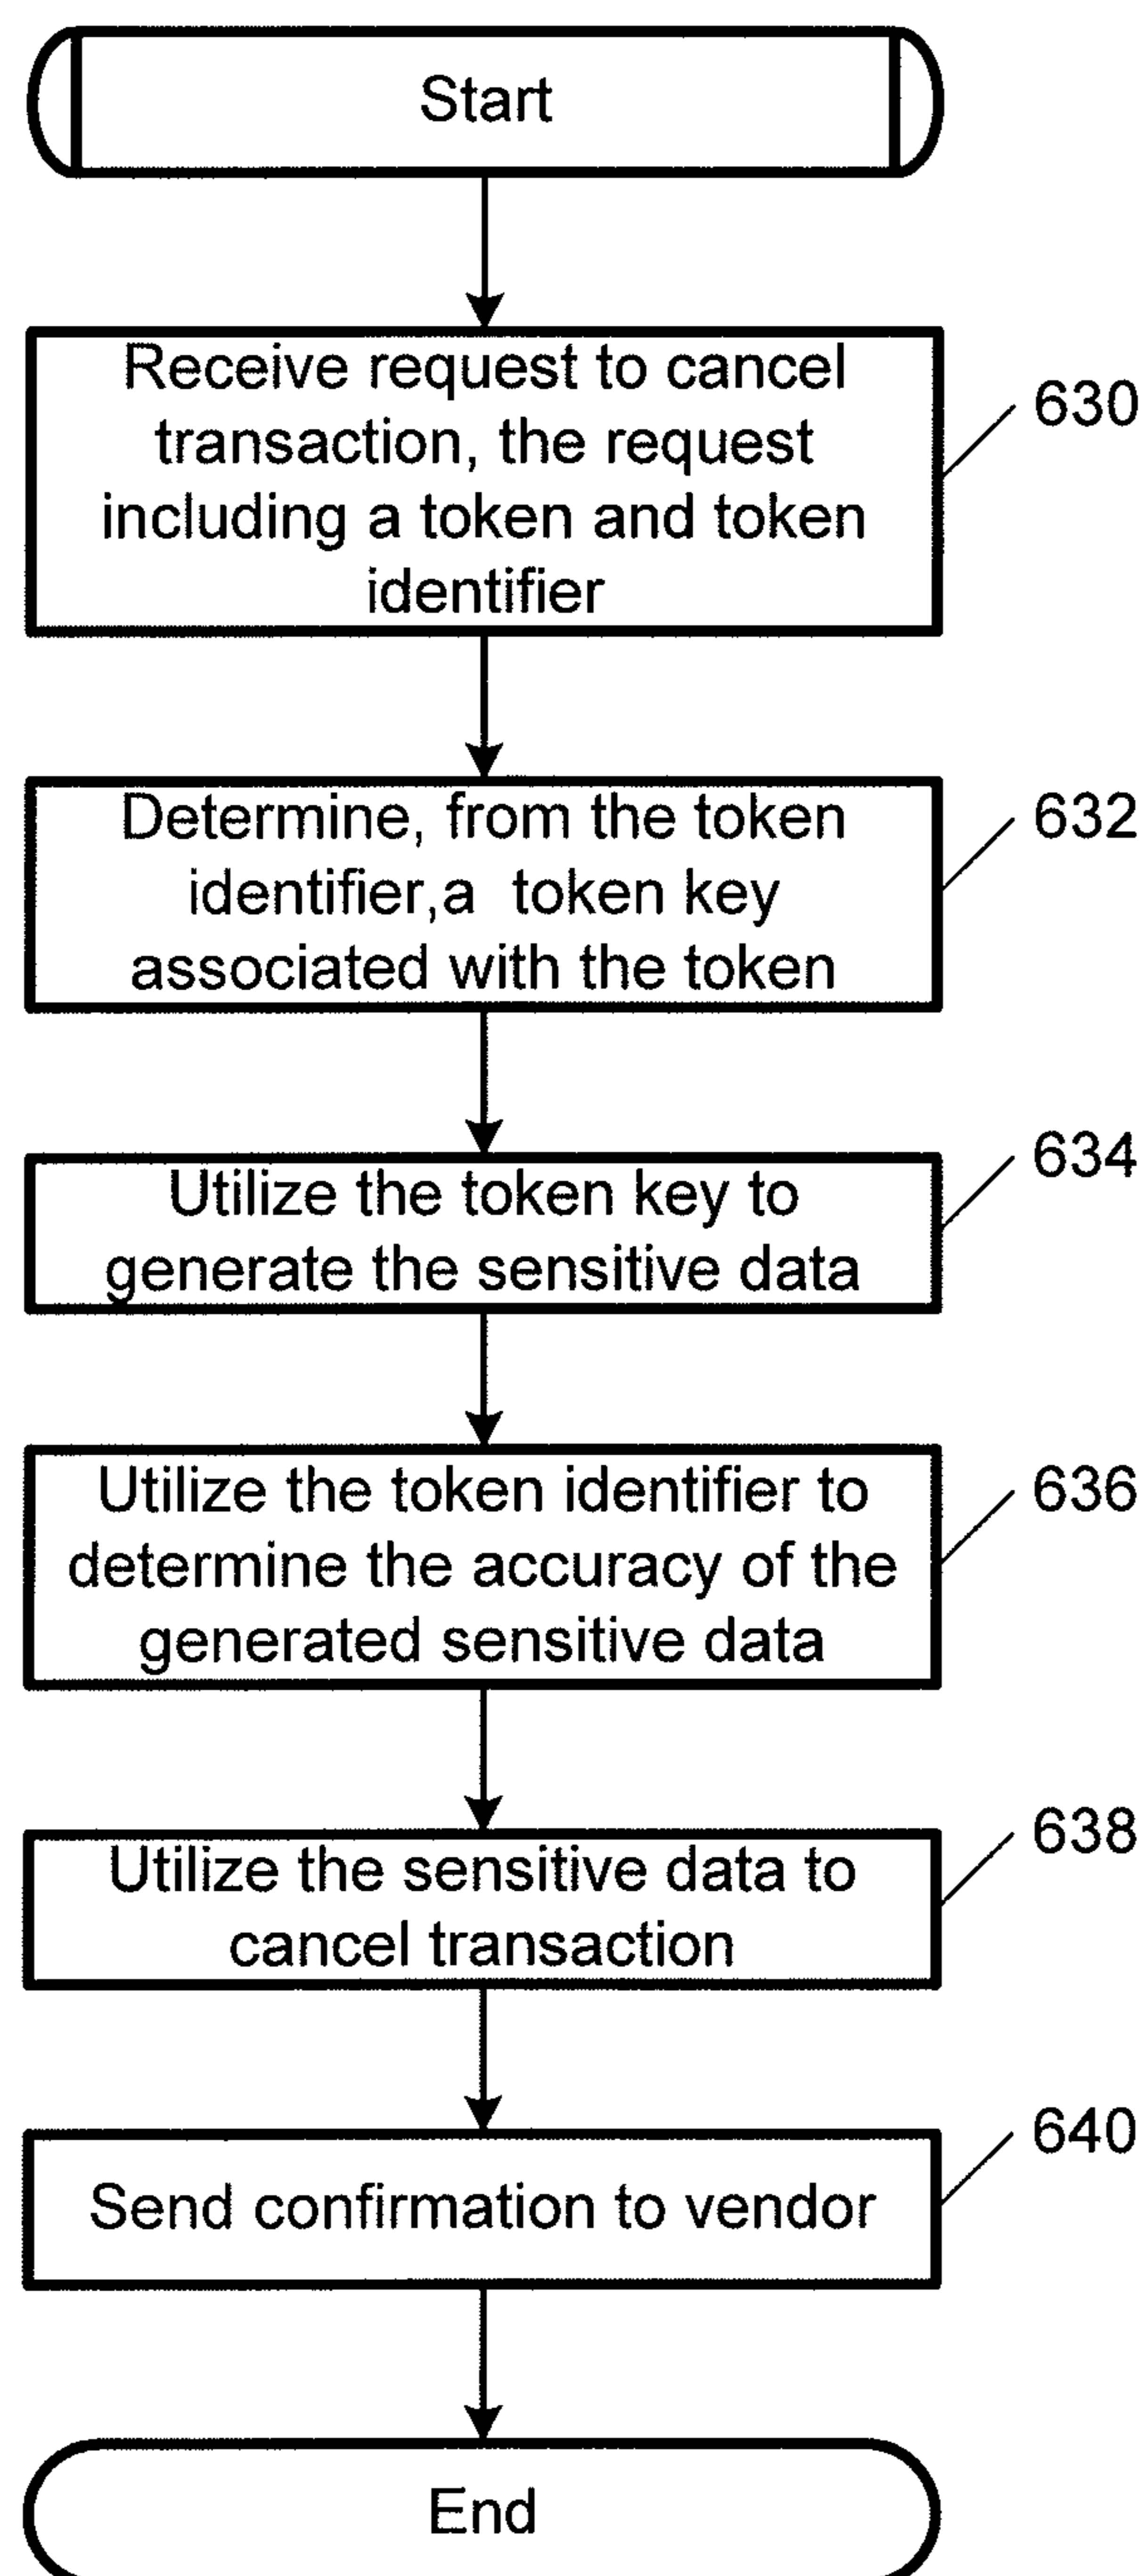 Start
Receive request to cancel
transaction, the request
including a token and token
identifier
630
Determine, from the token
identifier,a  token key
associated with the token
632
Utilize the token key to
generate the sensitive data
634
Utilize the token identifier to
determine the accuracy of the
generated sensitive data
636
Utilize the sensitive data to
cancel transaction
638
Send confirmation to vendor
640
End